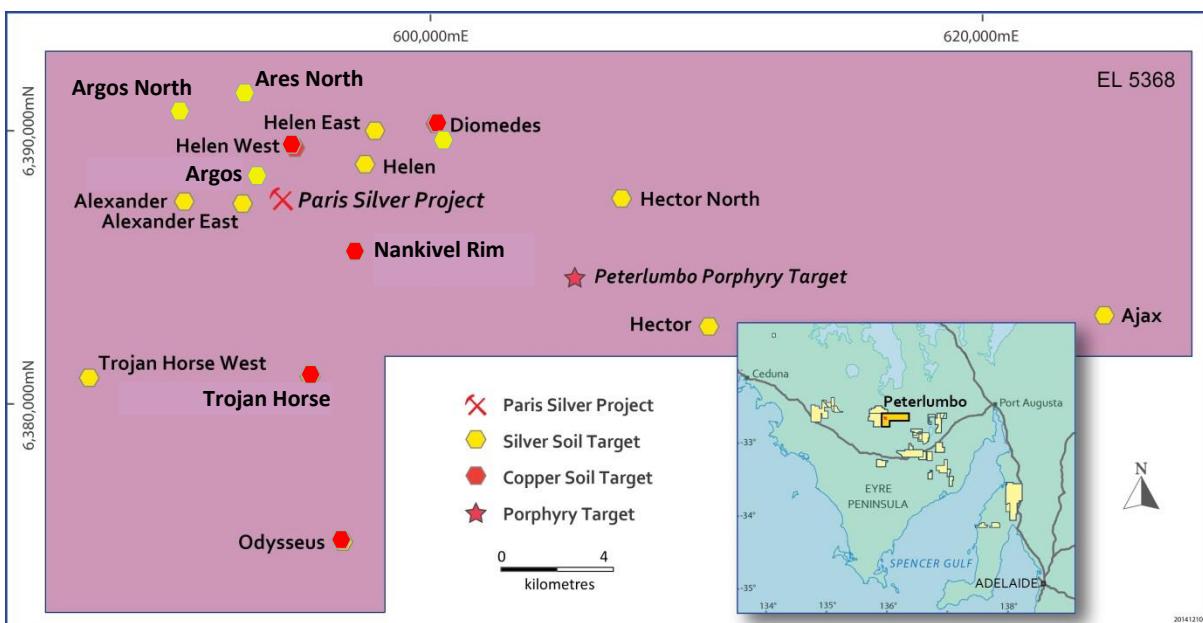 600,000mE
620,000mE
EL 5368
6,390,000mN
6,380,000mN
Ares North
Argos North
Helen East
Diomedes
Helen West
Helen
Argos
Alexander
Paris Silver Project
Hector North
Alexander East
Nankivel Rim
Peterlumbo Porphyry Target
Ajax
Hector
Trojan Horse West
Trojan Horse
Odysseus
Paris Silver Project
Silver Soil Target
Copper Soil Target
Porphyry Target
0 4
kilometres
Ceduna
Peterlumbo
Port Augusta
-33°
EYRE
PENINSULA
-34°
SPENCER GULF
ADELAIDE
-35°
134° 135° 136° 138°
N
20141210